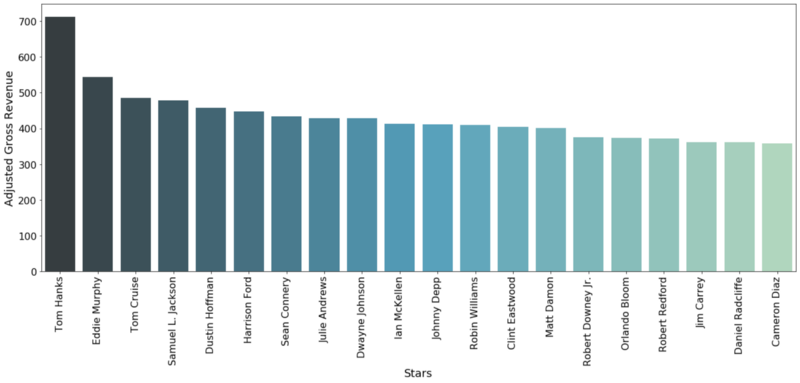 Adjusted Gross Revenue
700
600
500
400
300
200
100
0
Tom Hanks
Eddie Murphy
Tom Cruise
Samuel L. Jackson
Dustin Hoffman
Harrison Ford
Sean Connery
Julie Andrews
Dwayne Johnson
Ian McKellen
Johnny Depp
Robin Williams
Clint Eastwood
Matt Damon
Robert Downey Jr.
Orlando Bloom
Robert Redford
Jim Carrey
Daniel Radcliffe
Cameron Diaz
Stars